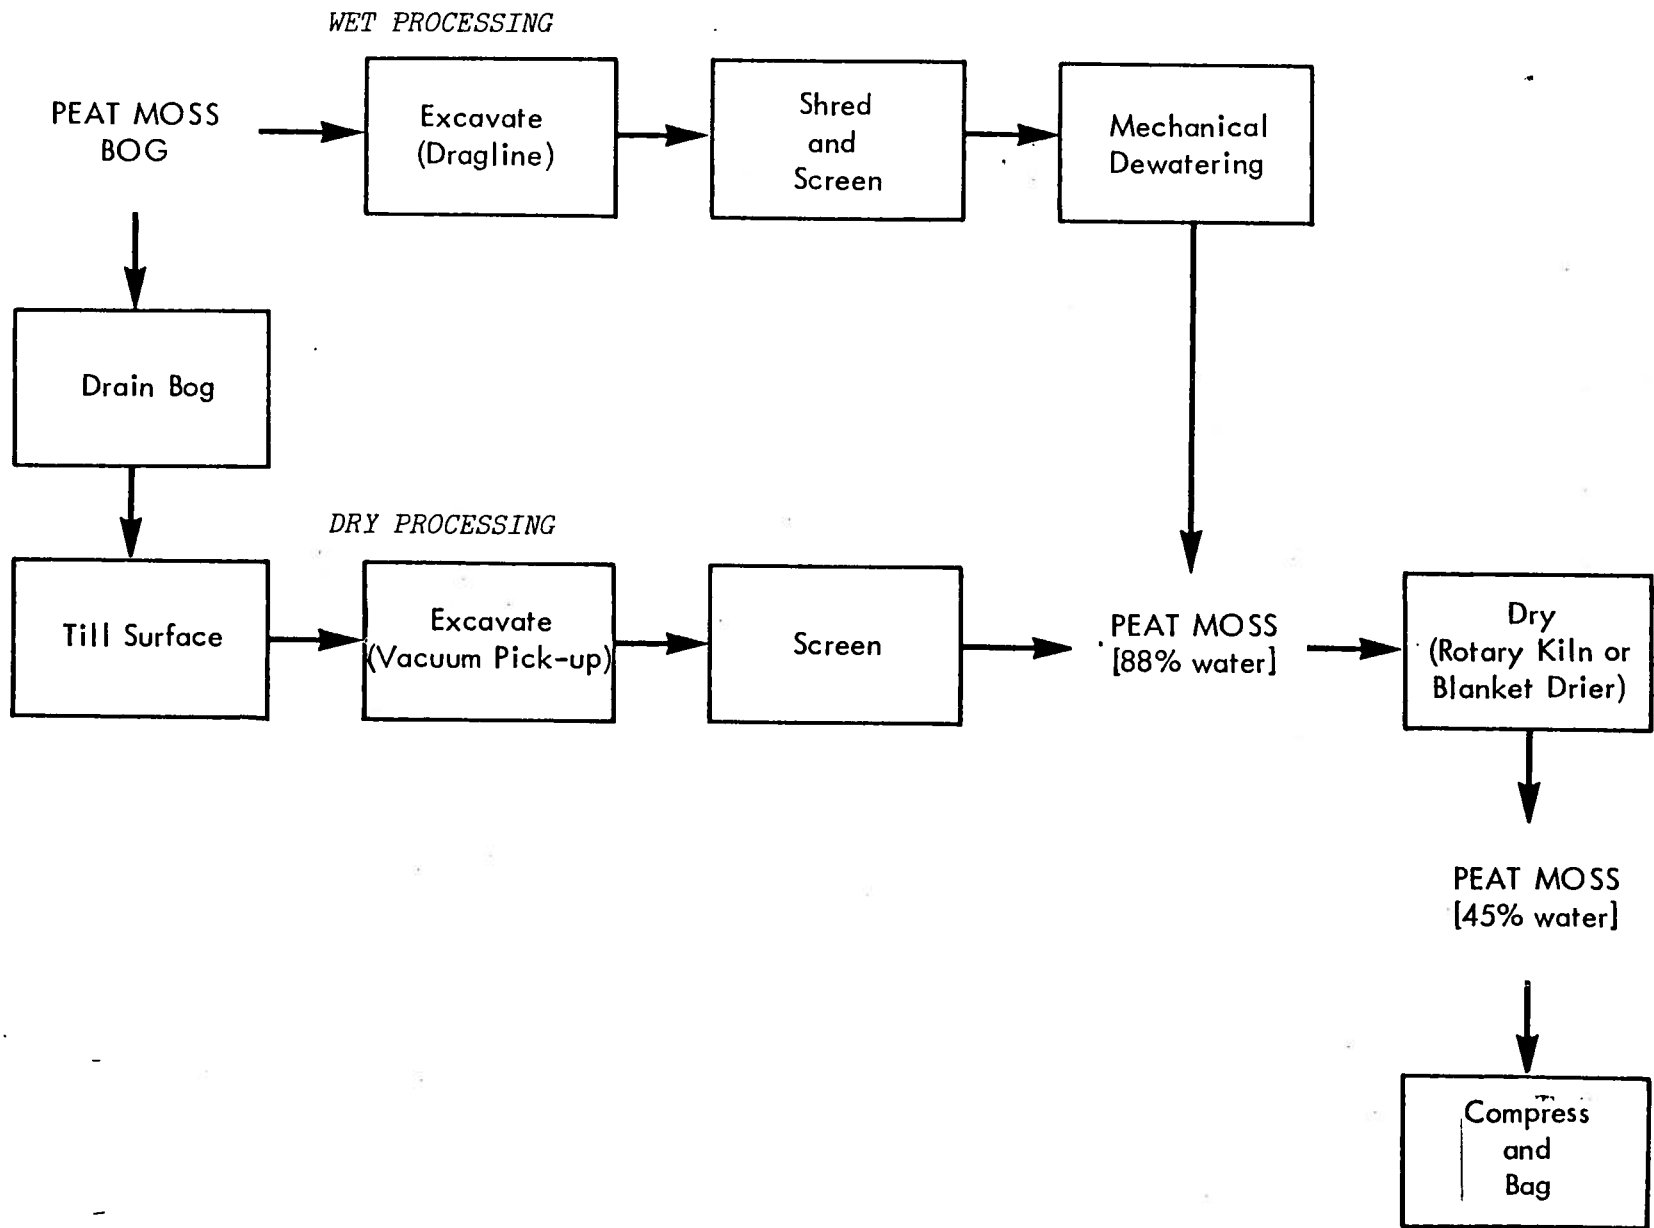 WET PROCESSING
PEAT MOSS
BOG
Excavate
(Dragline)
Shred
and
Screen
Mechanical
Dewatering
Drain Bog
DRY PROCESSING
Till Surface
Excavate
(Vacuum Pick-up)
Screen
PEAT MOSS
[88% water]
Dry
(Rotary Kiln or
Blanket Drier)
PEAT MOSS
[45% water]
Compress
and
Bag